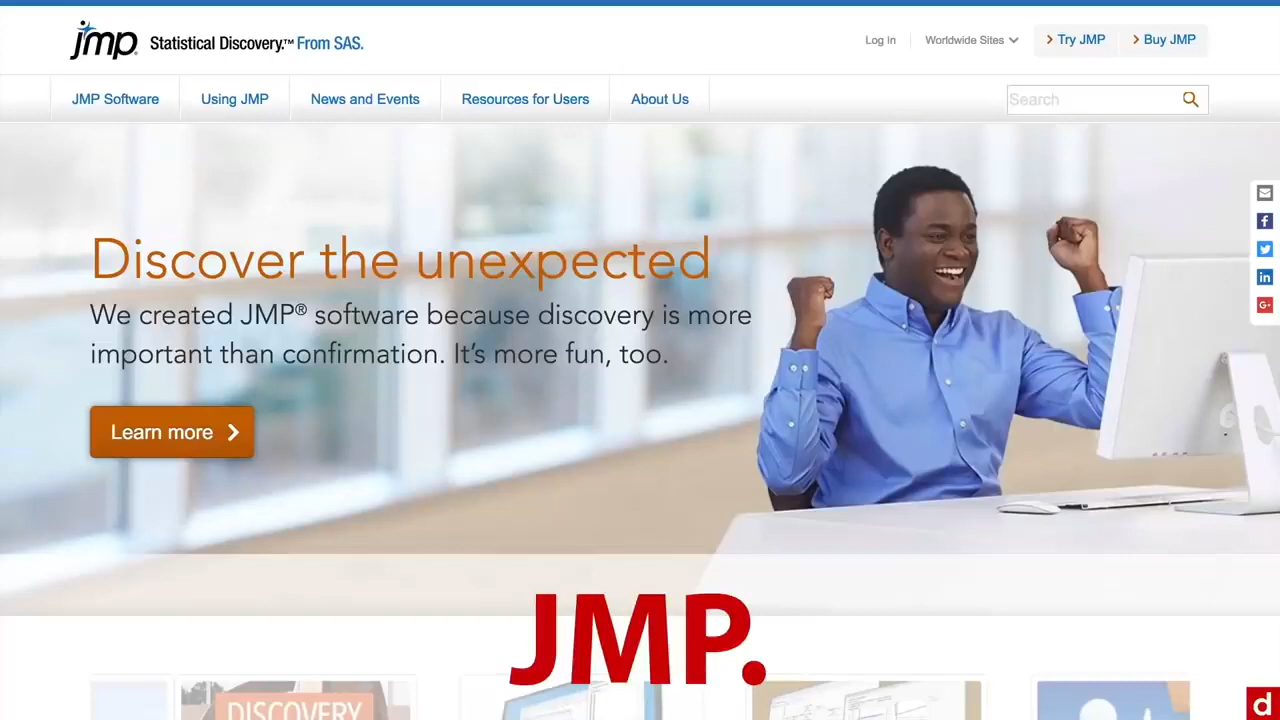 jmp Statistical Discovery.™ From SAS.
Log In
Worldwide Sites
Try JMP
Buy JMP
JMP Software
Using JMP
News and Events
Resources for Users
About Us
Search
Discover the unexpected
We created JMP® software because discovery is more
important than confirmation. It’s more fun, too.
Learn more
JMP.
DISCOVERY
d